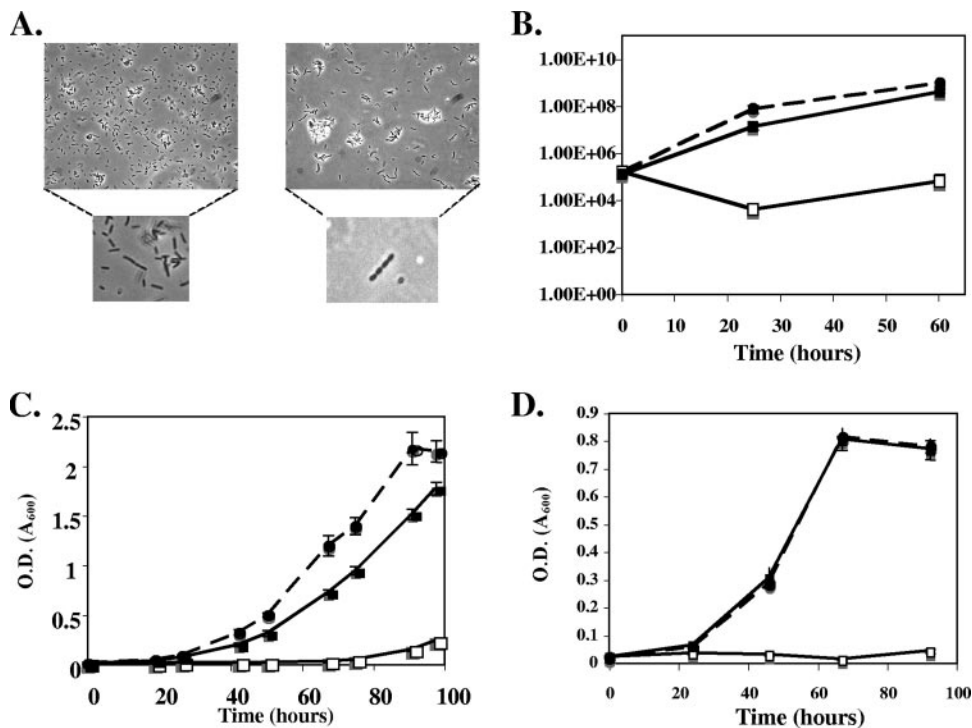 A.
B.
1.00E+10
1.00E+08
1.00E+06
1.00E+04
1.00E+02
1.00E+00
0 10 20 30 40 50 60
Time (hours)
C.
2.5
2
1.5
1
0.5
0
O.D. (A600)
0 20 40 60 80 100
Time (hours)
D.
0.9
0.8
0.7
0.6
0.5
0.4
0.3
0.2
0.1
0
O.D. (A600)
0 20 40 60 80 100
Time (hours)